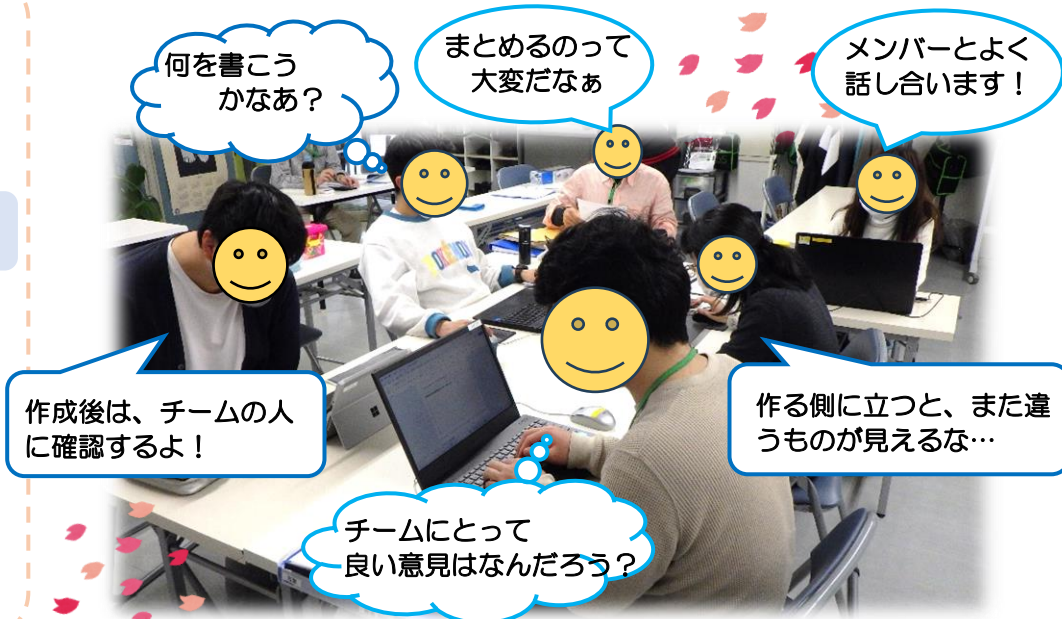 何を書こう
かなあ？
まとめるのって
大変だなぁ
メンバーとよく
話し合います！
作成後は、チームの人
に確認するよ！
作る側に立つと、また違
うものが見えるな…
チームにとって
良い意見はなんだろう？